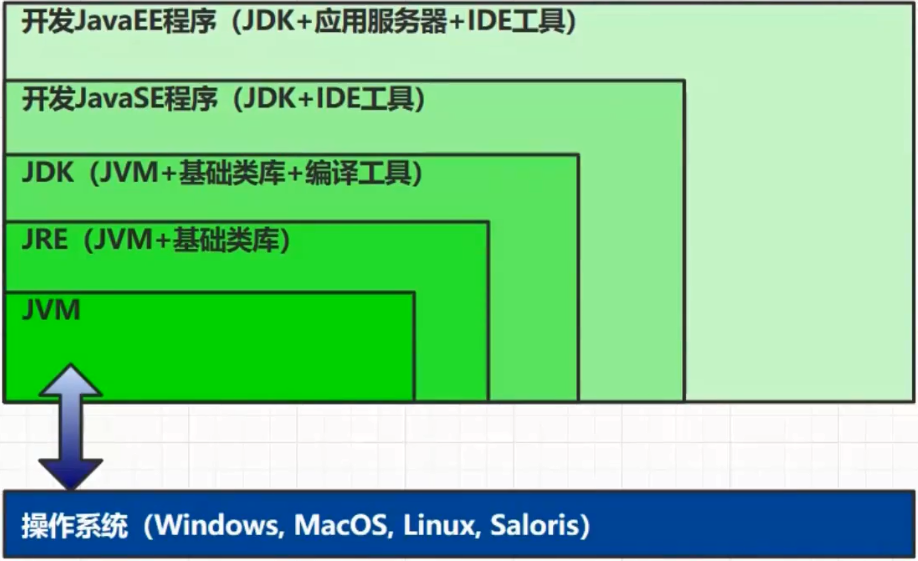 开发JavaEE程序（JDK+应用服务器+IDE工具）
开发JavaSE程序（JDK+IDE工具）
JDK（JVM+基础类库+编译工具）
JRE（JVM+基础类库）
JVM
操作系统（Windows, MacOS, Linux, Saloris）